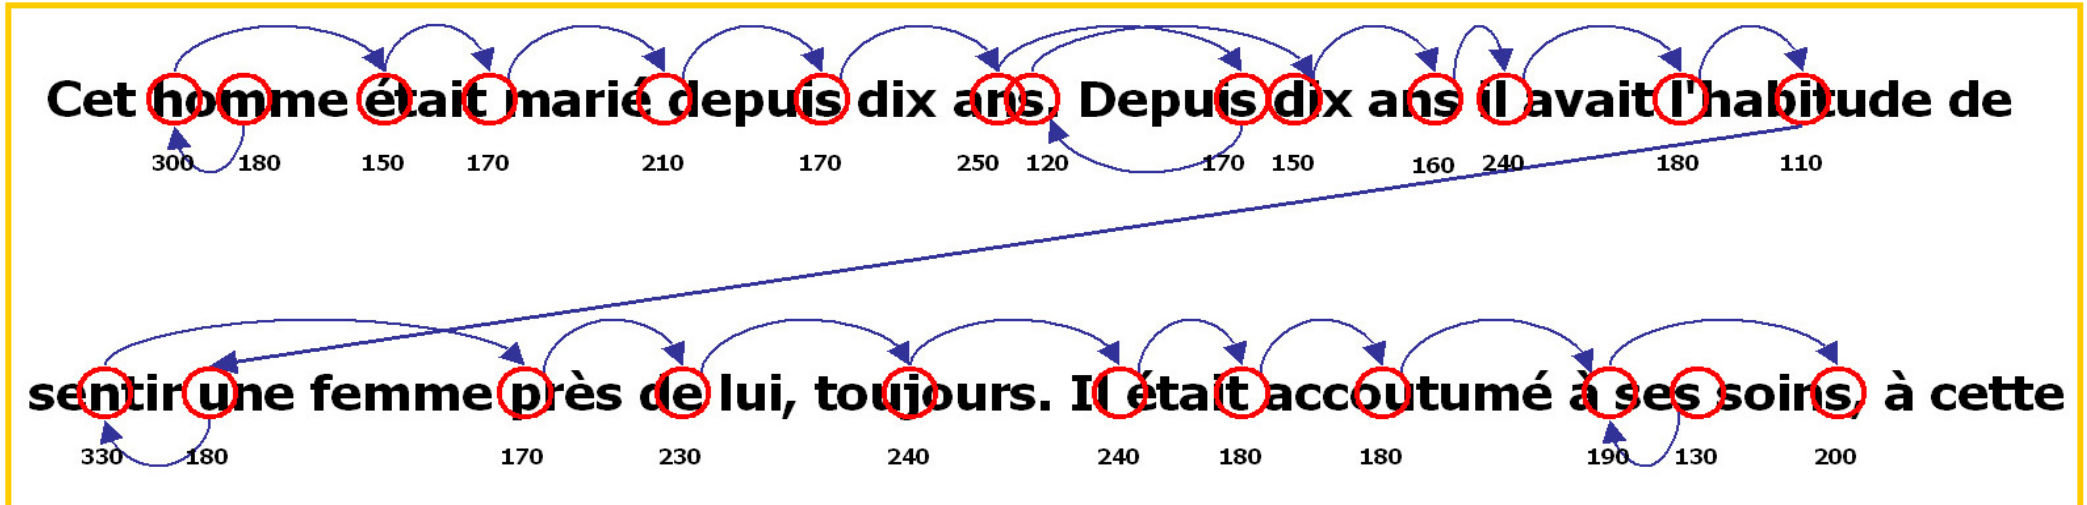 Cet homme était marié depuis dix ans. Depuis dix ans il avait l'habitude de
300 180 150 170 210 170 250 120 170 150 160 240 180 110
sentir une femme près de lui, toujours. Il était accoutumé à ses soins, à cette
330 180 170 230 240 240 180 180 190 130 200